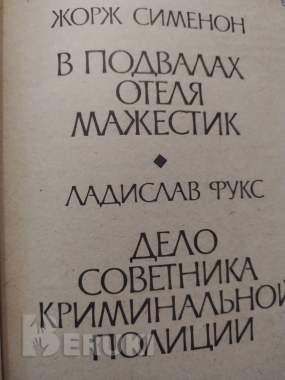 ЖОРЖ СИМЕНОН
В ПОДВАЛАХ
ОТЕЛЯ
МАЖЕСТИК
ЛАДИСЛАВ ФУКС
ДЕЛО
СОВЕТНИКА
КРИМИНАЛЬНОЙ
ПОЛИЦИИ